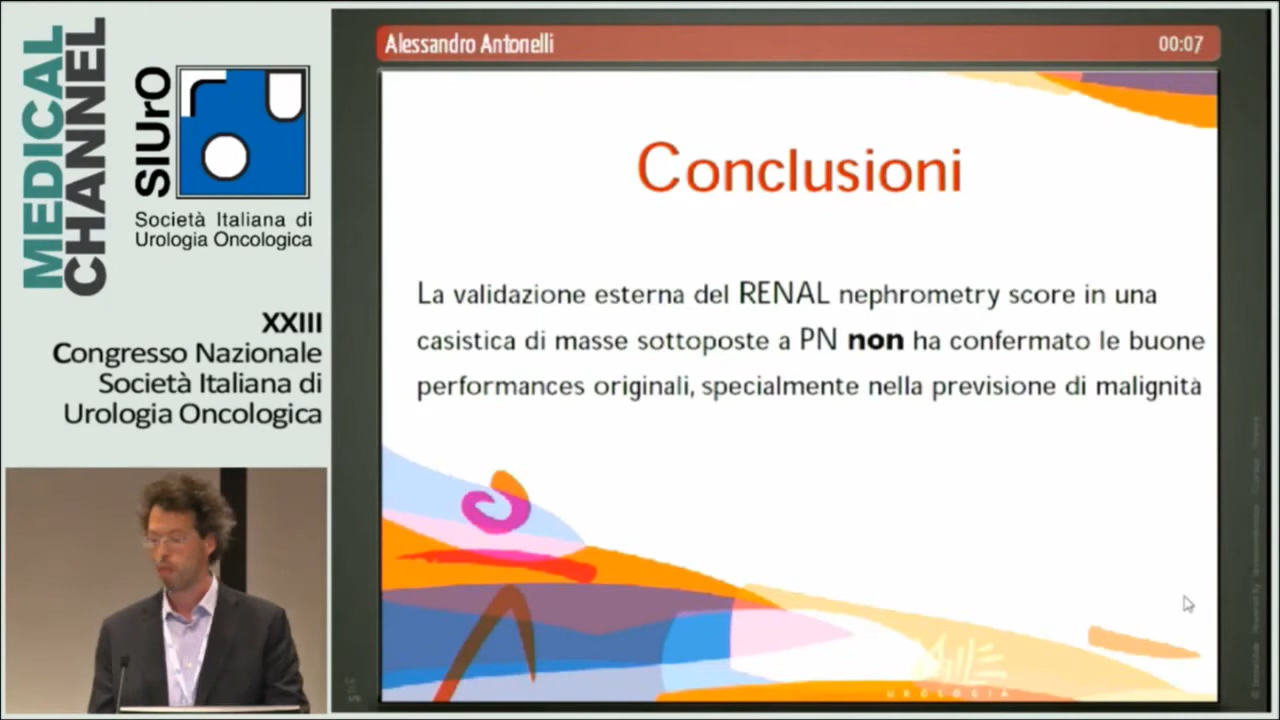 MEDICAL
CHANNEL
SIUrO
Società Italiana di
Urologia Oncologica
XXIII
Congresso Nazionale
Società Italiana di
Urologia Oncologica
Alessandro Antonelli
00:07
Conclusioni
La validazione esterna del RENAL nephrometry score in una
casistica di masse sottoposte a PN non ha confermato le buone
performances originali, specialmente nella previsione di malignità
UROLOGIA